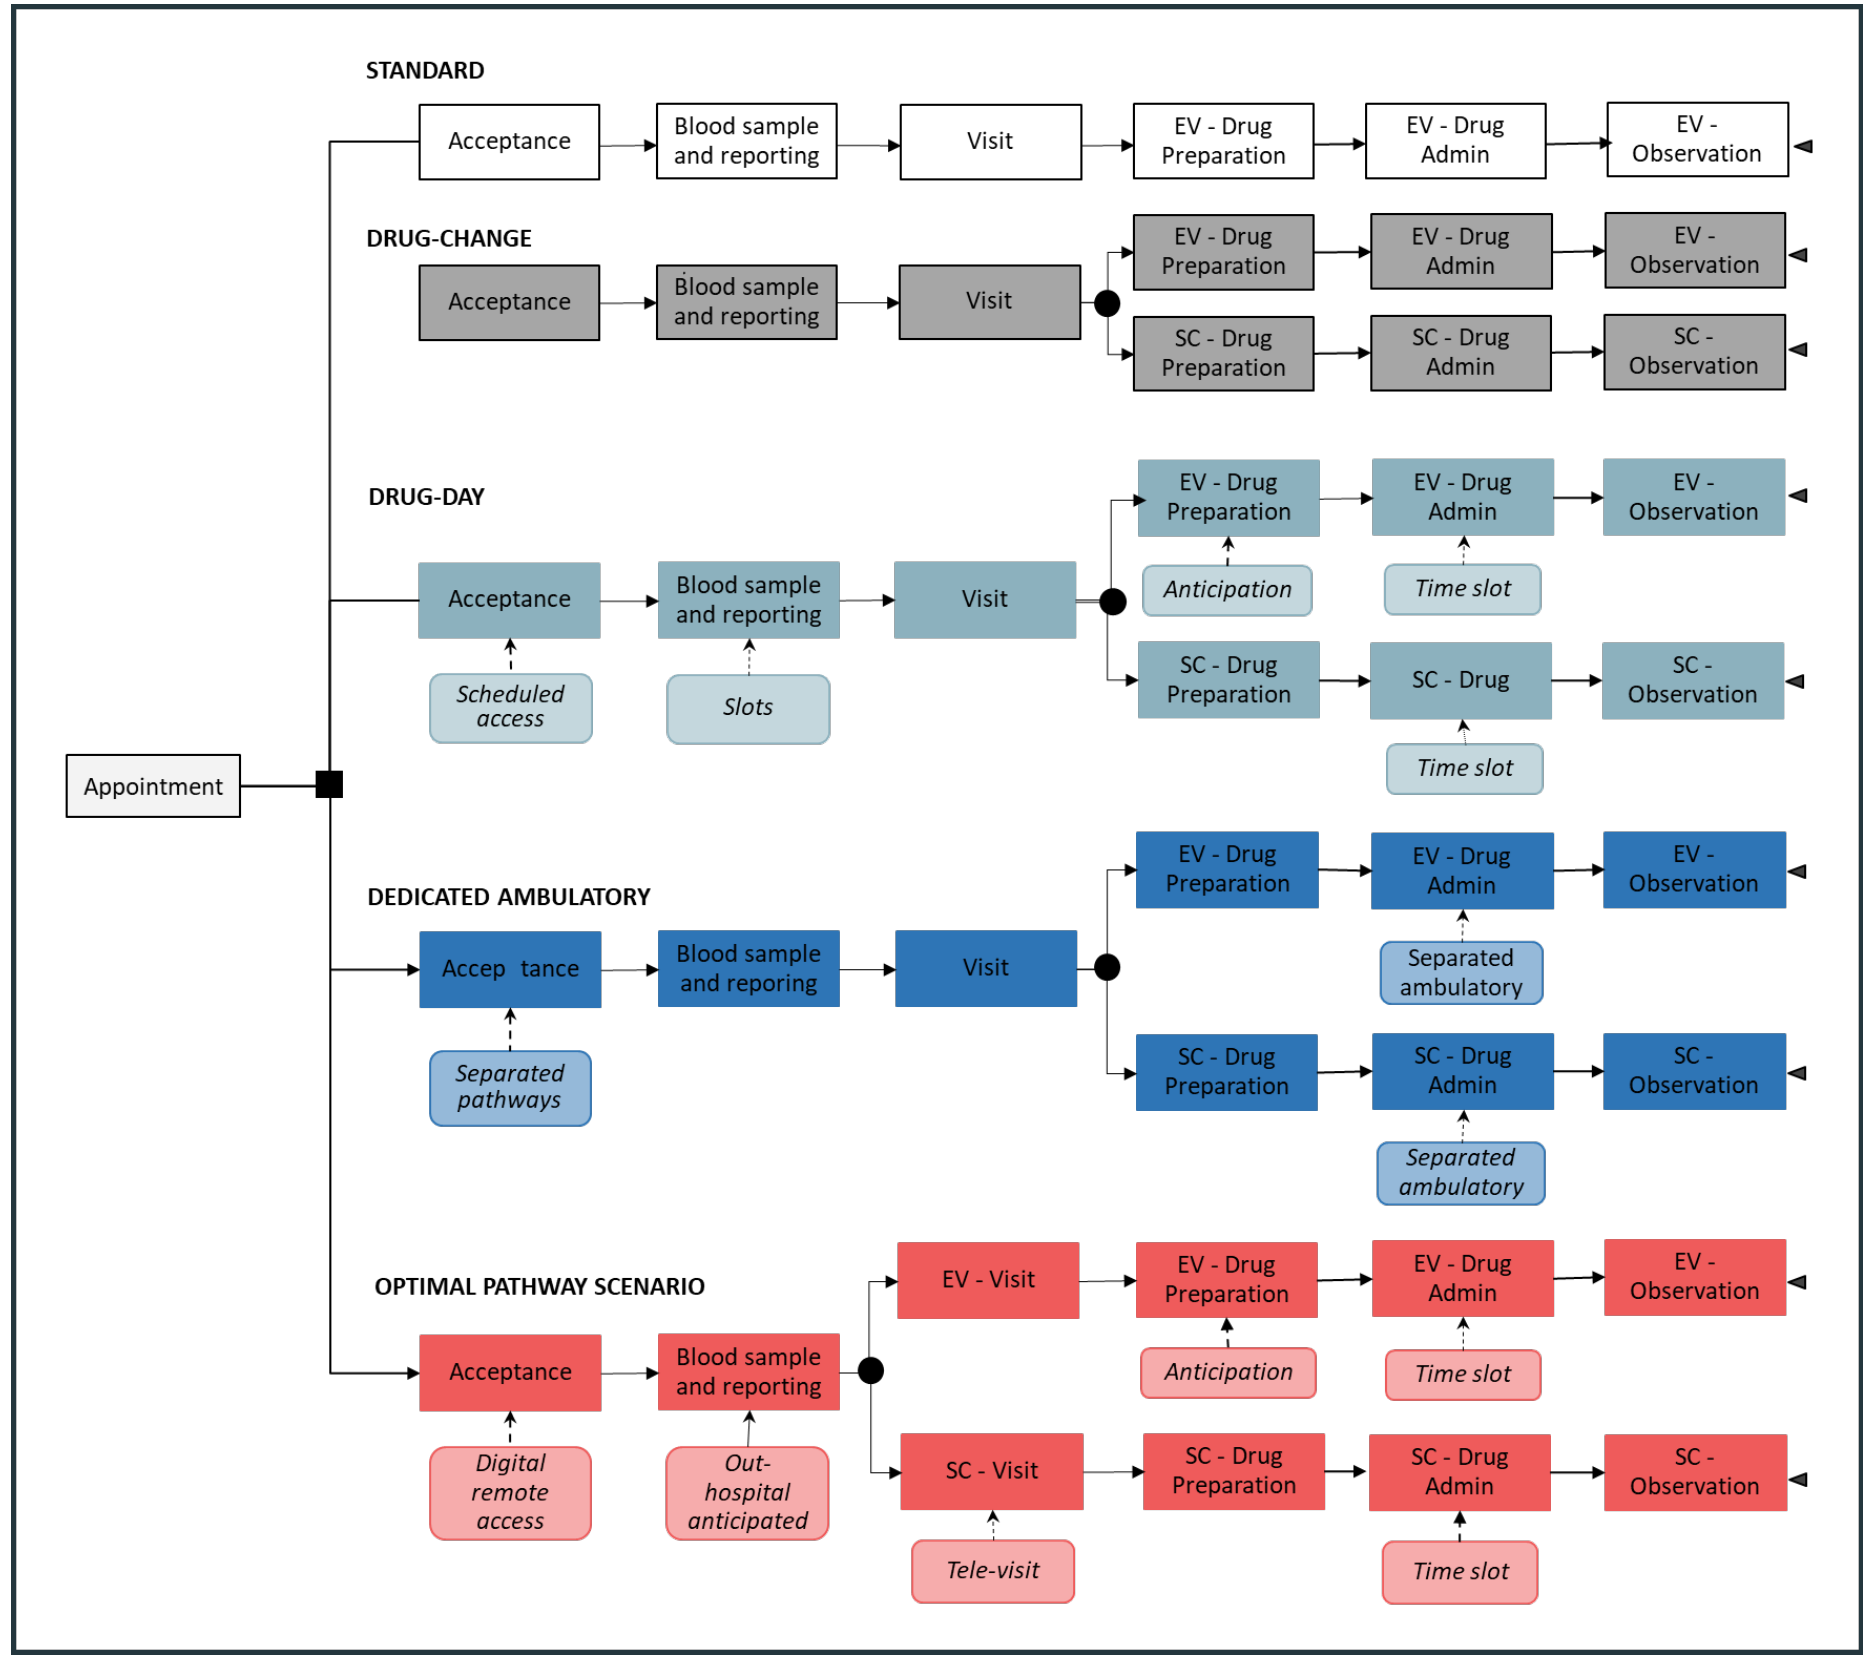 STANDARD
Acceptance
Blood sample
and reporting
Visit
EV - Drug
Preparation
EV - Drug
Admin
EV -
Observation
DRUG-CHANGE
Acceptance
Blood sample
and reporting
Visit
EV - Drug
Preparation
EV - Drug
Admin
EV -
Observation
SC - Drug
Preparation
SC - Drug
Admin
SC -
Observation
DRUG-DAY
Acceptance
Blood sample
and reporting
Visit
EV - Drug
Preparation
EV - Drug
Admin
EV -
Observation
Anticipation
Time slot
Scheduled
access
Slots
SC - Drug
Preparation
SC - Drug
SC -
Observation
Time slot
Appointment
DEDICATED AMBULATORY
Accep tance
Blood sample
and reporing
Visit
EV - Drug
Preparation
EV - Drug
Admin
EV -
Observation
Separated
ambulatory
Separated
pathways
SC - Drug
Preparation
SC - Drug
Admin
SC -
Observation
Separated
ambulatory
OPTIMAL PATHWAY SCENARIO
Acceptance
Blood sample
and reporting
EV - Visit
EV - Drug
Preparation
EV - Drug
Admin
EV -
Observation
Anticipation
Time slot
Digital
remote
access
Out-
hospital
anticipated
SC - Visit
SC - Drug
Preparation
SC - Drug
Admin
SC -
Observation
Tele-visit
Time slot